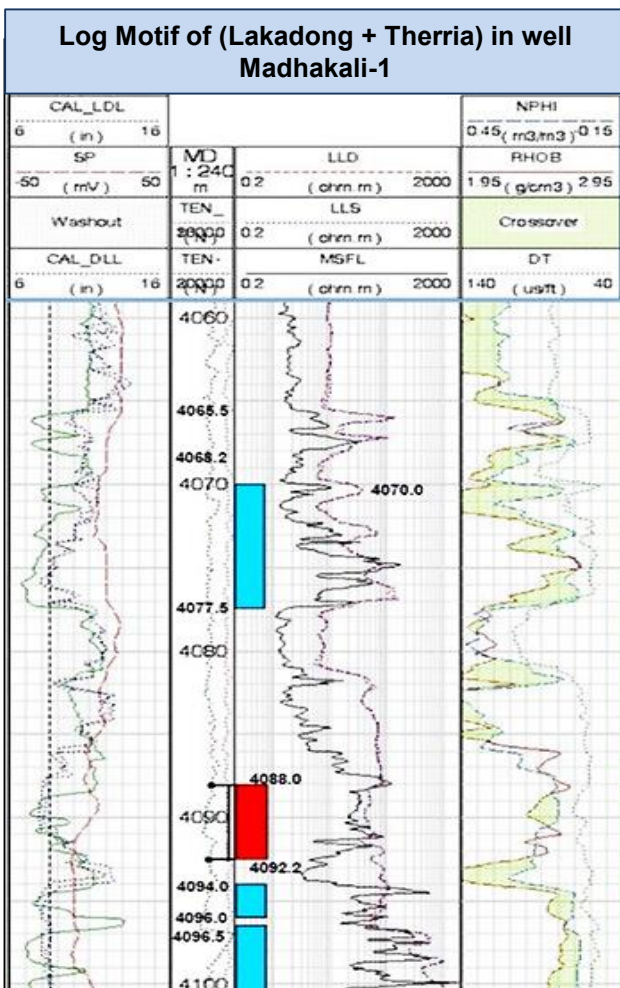 Log Motif of (Lakadong + Therria) in well
Madhakali-1
CAL_LDL
6 (in) 16
NPHI
0.45 (m3/m3) -0.15
SP
-50 (mV) 50
MD
1 : 240
m
LLD
0.2 (ohm.m) 2000
RHOB
1.95 (g/cm3) 2.95
Washout
TEN_
(N)
LLS
0.2 (ohm.m) 2000
Crossover
CAL_DLL
6 (in) 16
TEN-
(N)
MSFL
0.2 (ohm.m) 2000
DT
140 (us/ft) 40
4060
4065.5
4068.2
4070
4070.0
4077.5
4080
4088.0
4090
4092.2
4094.0
4096.0
4096.5
4100